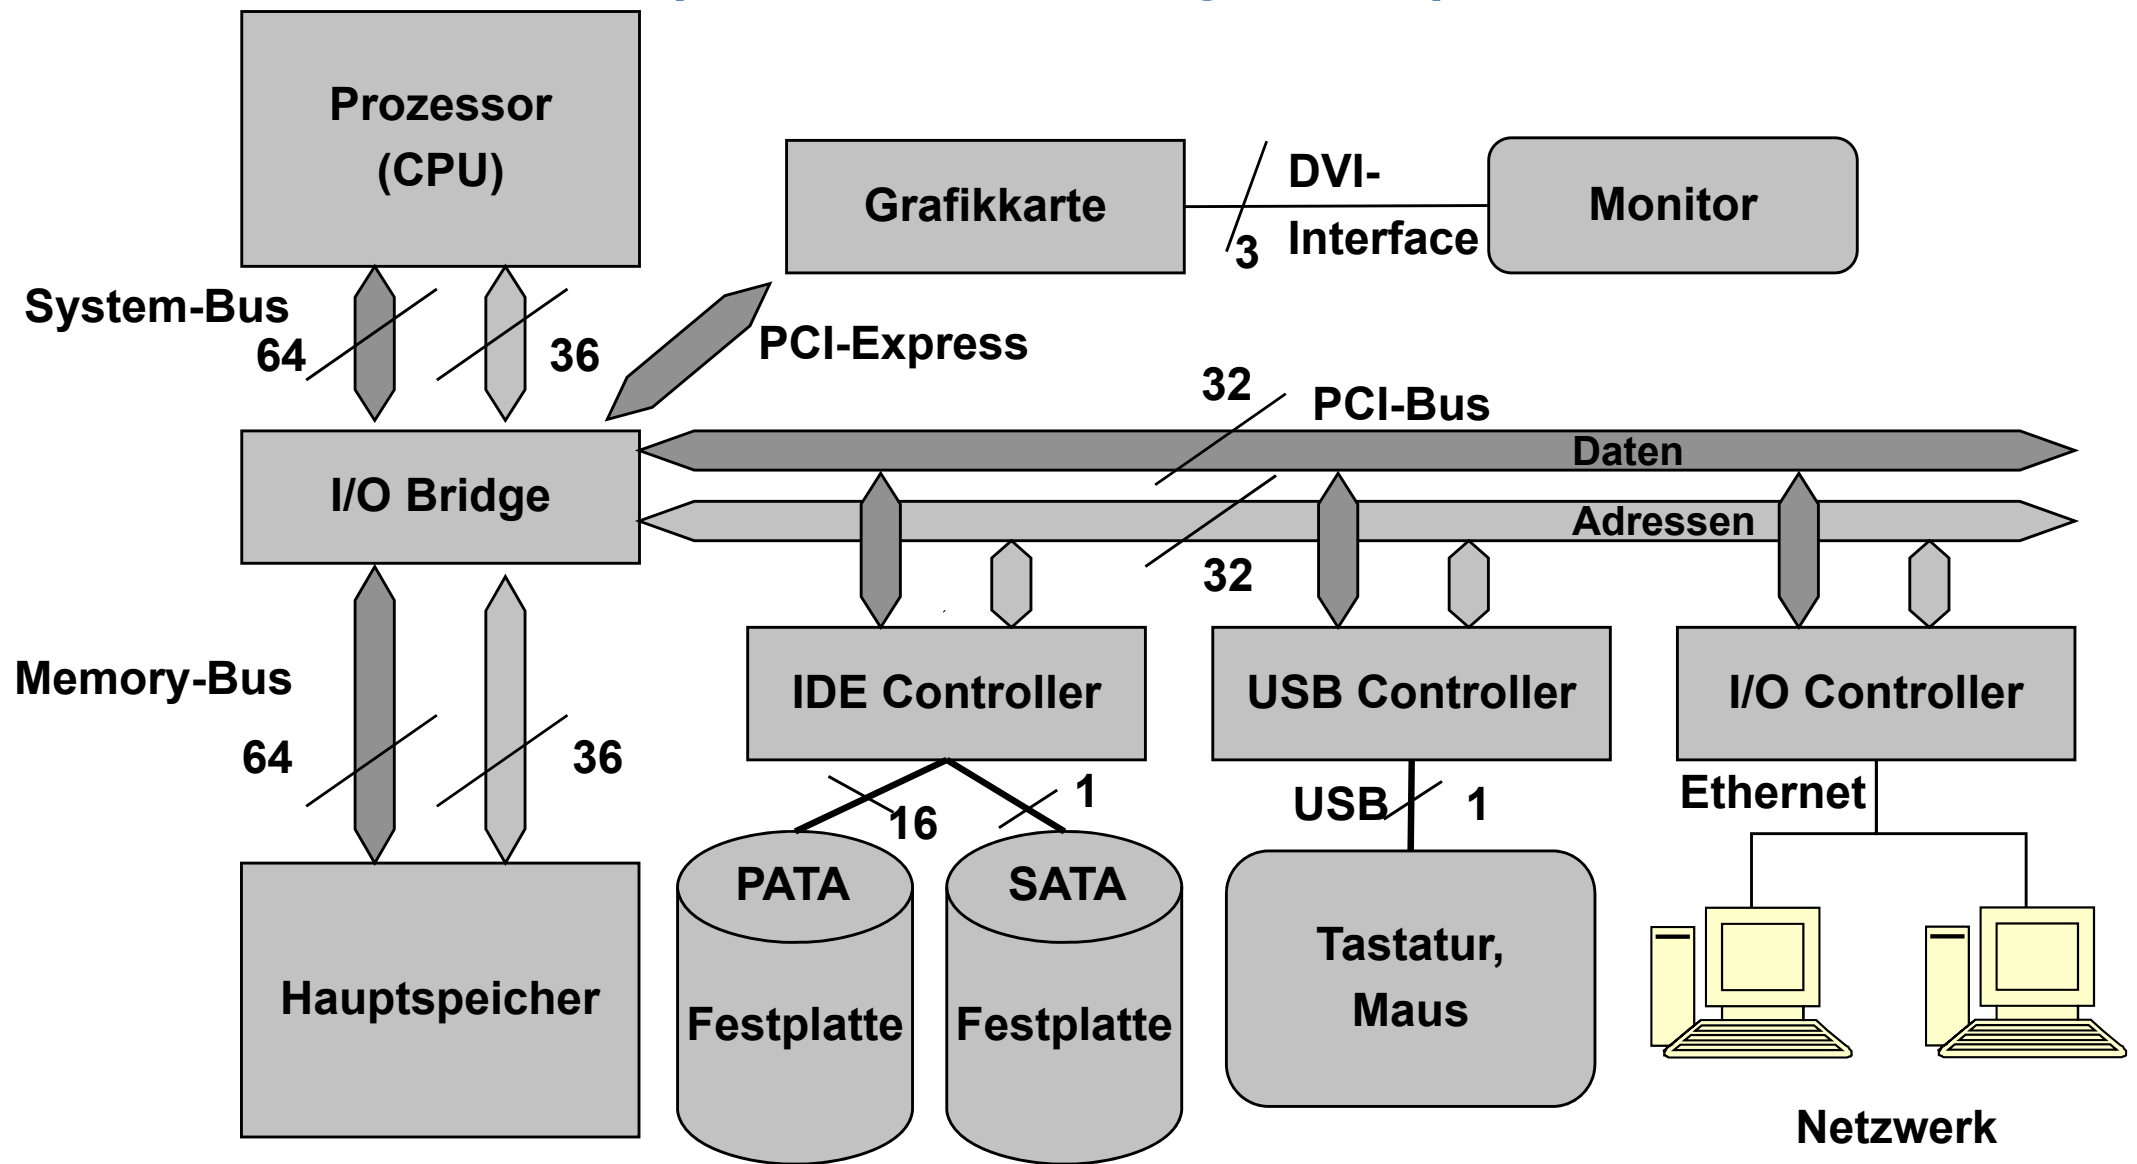 Prozessor
(CPU)
Grafikkarte
DVI-
Interface
3
Monitor
System-Bus
64
36
PCI-Express
32
PCI-Bus
Daten
I/O Bridge
Adressen
32
Memory-Bus
64
36
IDE Controller
USB Controller
I/O Controller
16
1
USB
1
Ethernet
PATA
Festplatte
SATA
Festplatte
Tastatur,
Maus
Hauptspeicher
Netzwerk